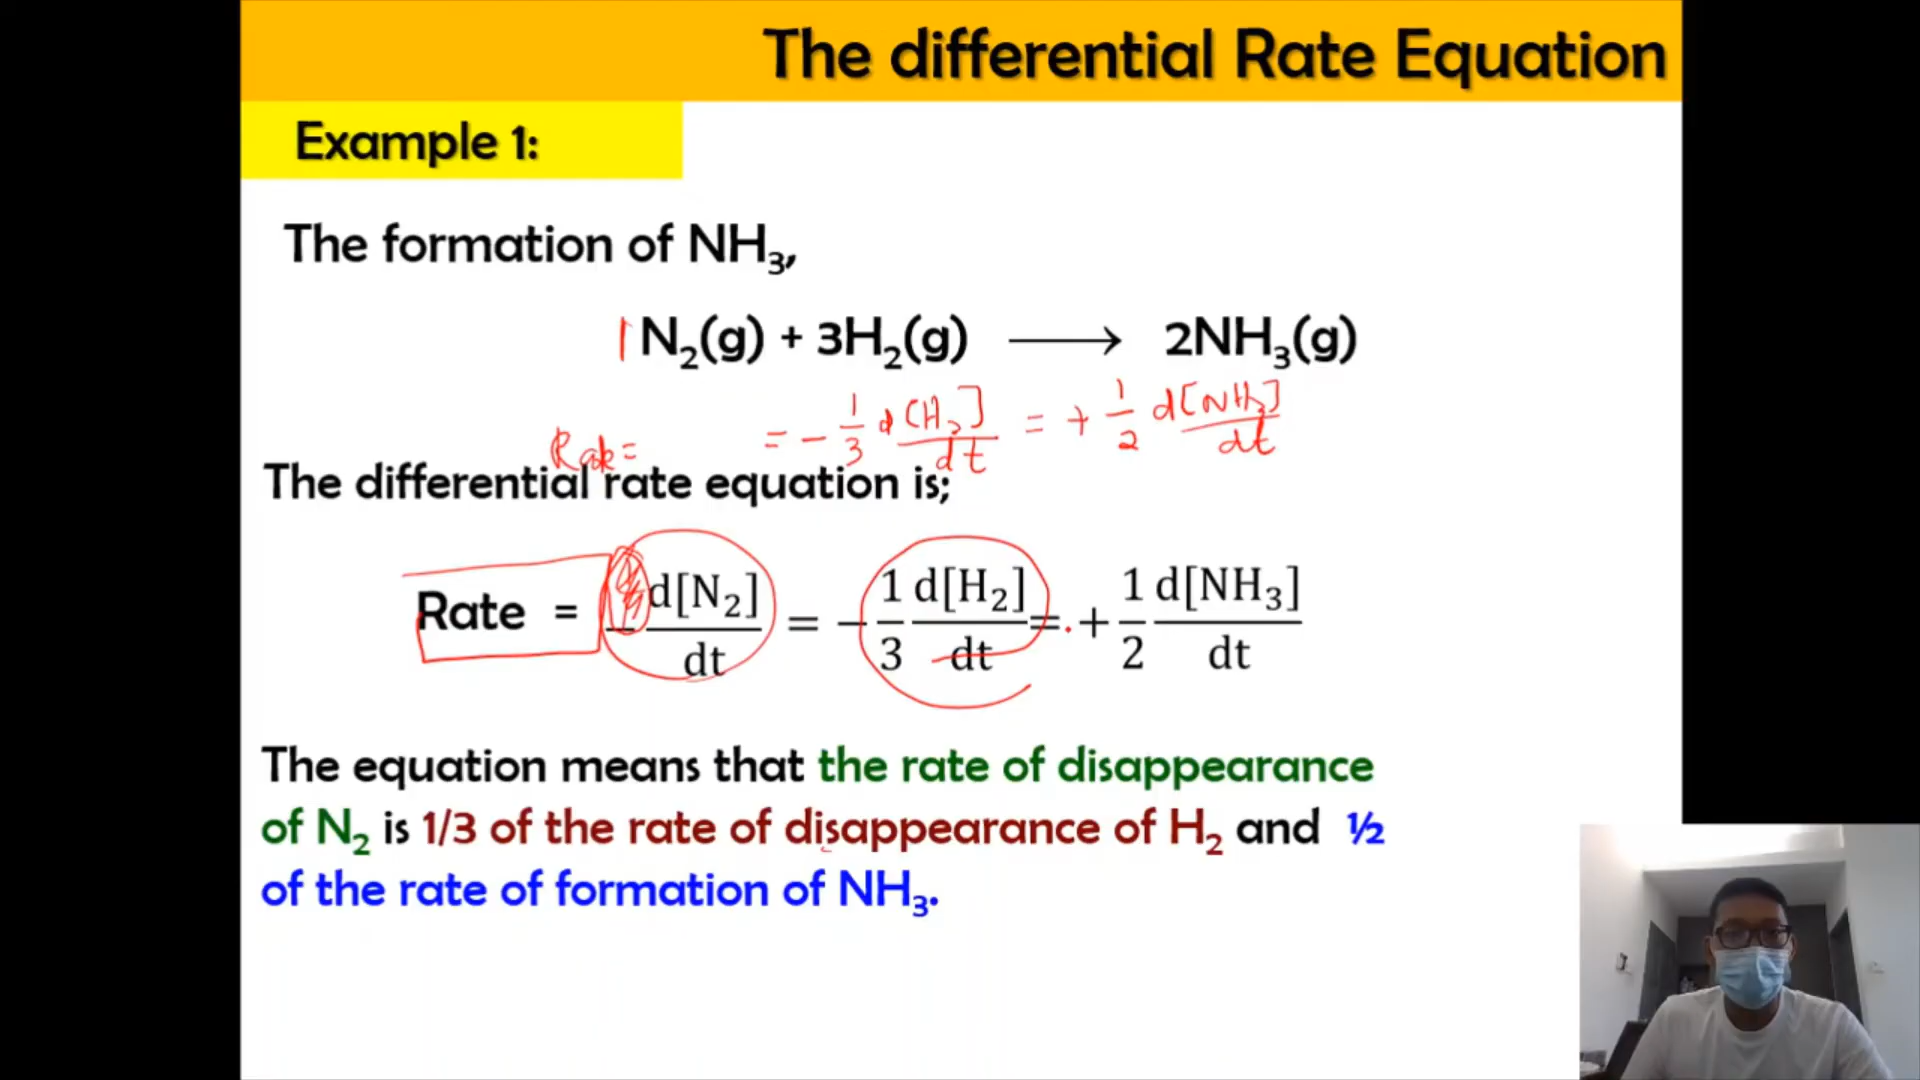 The differential Rate Equation
Example 1:
The formation of NH₃,
1 N₂(g) + 3H₂(g) ⟶ 2NH₃(g)
Rate = = - 1/3 d[H₂]/dt = + 1/2 d[NH₃]/dt
The differential rate equation is;
Rate = - d[N₂]/dt = - 1/3 d[H₂]/dt = + 1/2 d[NH₃]/dt
The equation means that the rate of disappearance
of N₂ is 1/3 of the rate of disappearance of H₂ and ½
of the rate of formation of NH₃.